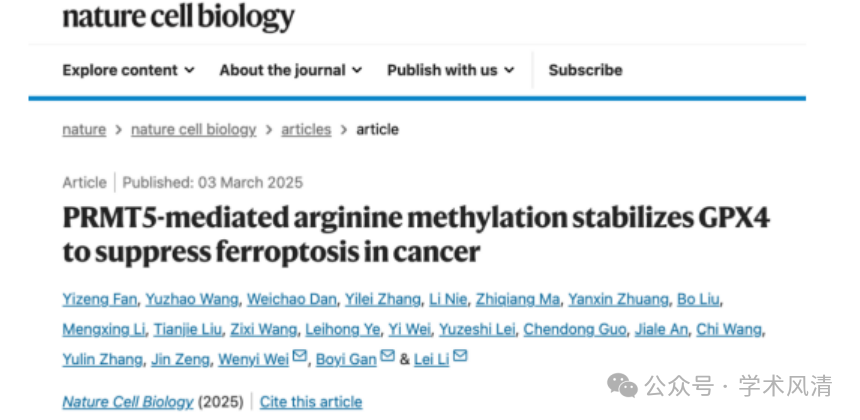 nature cell biology
Explore content About the journal Publish with us Subscribe
nature > nature cell biology > articles > article
Article | Published: 03 March 2025
PRMT5-mediated arginine methylation stabilizes GPX4
to suppress ferroptosis in cancer
Yizeng Fan, Yuzhao Wang, Weichao Dan, Yilei Zhang, Li Nie, Zhiqiang Ma, Yanxin Zhuang, Bo Liu,
Mengxing Li, Tianjie Liu, Zixi Wang, Leihong Ye, Yi Wei, Yuzeshi Lei, Chendong Guo, Jiale An, Chi Wang,
Yulin Zhang, Jin Zeng, Wenyi Wei, Boyi Gan & Lei Li
Nature Cell Biology (2025) | Cite this article
公众号 · 学术风清